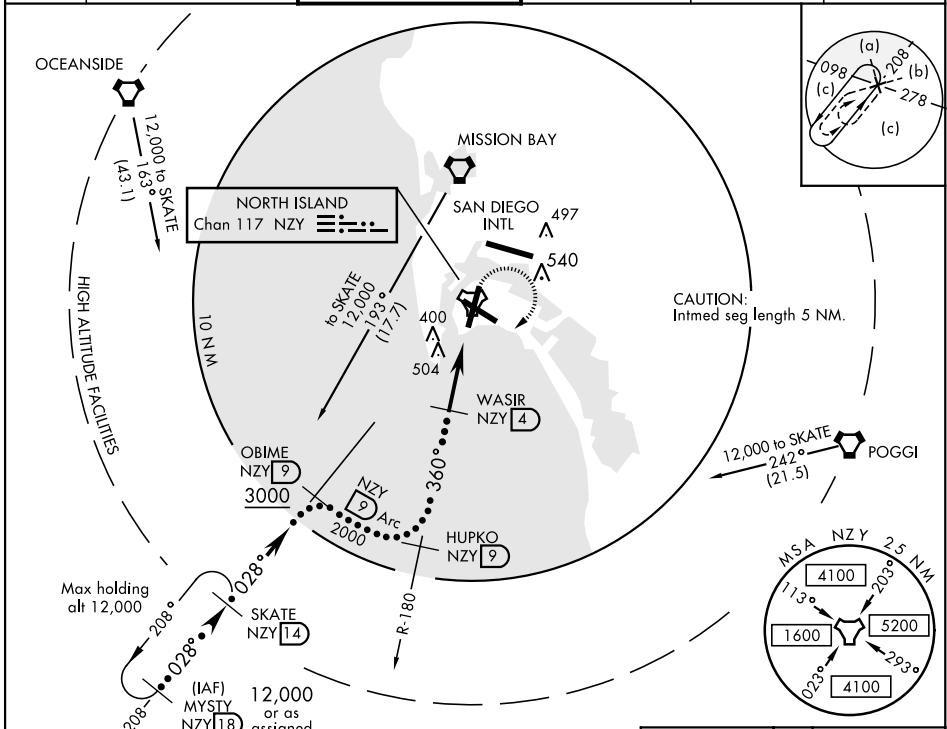 OCEANSIDE
12,000 to SKATE
163°
(43.1)
MISSION BAY
NORTH ISLAND
Chan 117 NZY
SAN DIEGO
INTL
497
540
(a)
208
098
(b)
(c)
278
(c)
HIGH ALTITUDE FACILITIES
10 NM
to SKATE
12,000
193°
(17.7)
400
504
CAUTION:
Intmed seg length 5 NM.
WASIR
NZY 4
12,000 to SKATE
242°
(21.5)
POGGI
OBIME
NZY 9
3000
NZY
9 Arc
2000
360°
HUPKO
NZY 9
R-180
028°
Max holding
alt 12,000
208°
028°
SKATE
NZY 14
(IAF)
MYSTY
NZY 18
12,000
or as
assigned
208
MSA NZY 25 NM
4100
113°
203°
1600
5200
023°
293°
4100